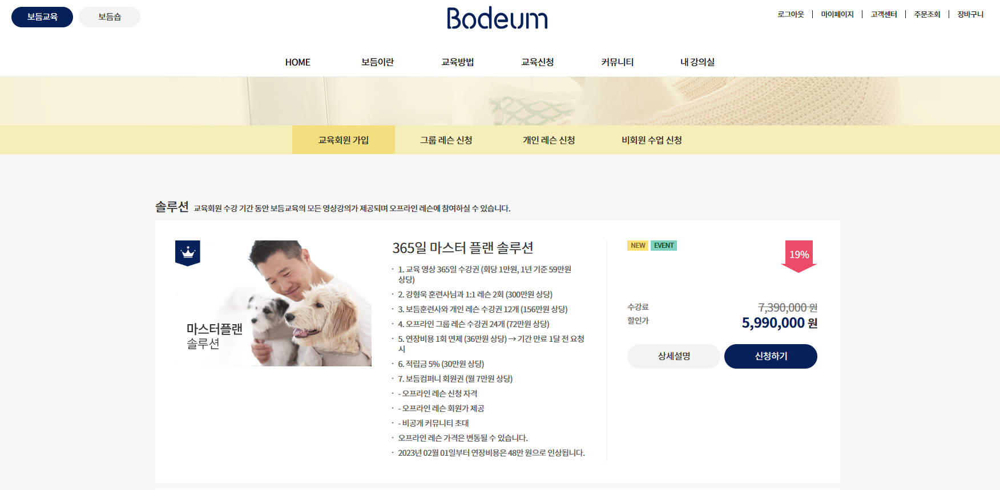 보듬교육
보듬숍
Bodeum
로그아웃
마이페이지
고객센터
주문조회
장바구니
HOME
보듬이란
교육방법
교육신청
커뮤니티
내 강의실
교육회원 가입
그룹 레슨 신청
개인 레슨 신청
비회원 수업 신청
솔루션 교육회원 수강 기간 동안 보듬교육의 모든 영상강의가 제공되며 오프라인 레슨에 참여하실 수 있습니다.
마스터플랜
솔루션
365일 마스터 플랜 솔루션
· 1. 교육 영상 365일 수강권 (회당 1만원, 1년 기준 59만원
상당)
· 2. 강형욱 훈련사님과 1:1 레슨 2회 (300만원 상당)
· 3. 보듬훈련사와 개인 레슨 수강권 12개 (156만원 상당)
· 4. 오프라인 그룹 레슨 수강권 24개 (72만원 상당)
· 5. 연장비용 1회 면제 (36만원 상당) → 기간 만료 1달 전 요청
시
· 6. 적립금 5% (30만원 상당)
· 7. 보듬컴퍼니 회원권 (월 7만원 상당)
· - 오프라인 레슨 신청 자격
· - 오프라인 레슨 회원가 제공
· - 비공개 커뮤니티 초대
· 오프라인 레슨 가격은 변동될 수 있습니다.
· 2023년 02월 01일부터 연장비용은 48만 원으로 인상됩니다.
NEW
EVENT
19%
수강료 7,390,000 원
할인가 5,990,000 원
상세설명
신청하기